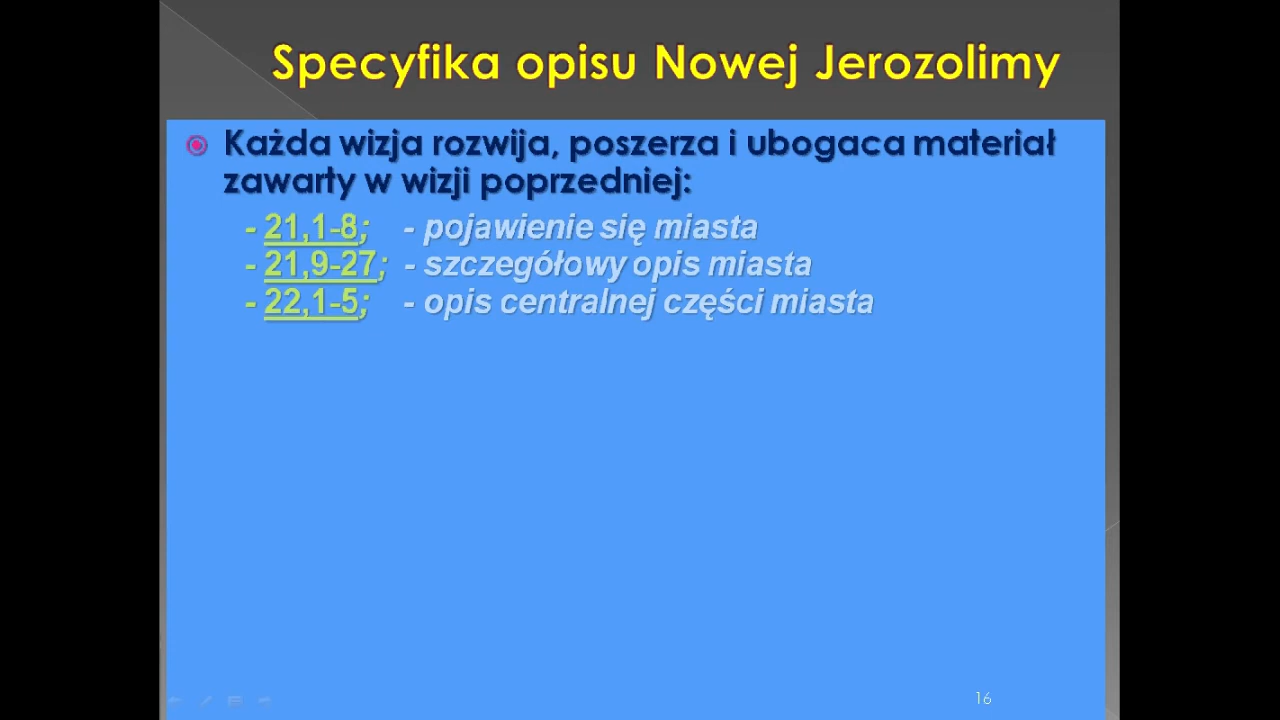 Specyfika opisu Nowej Jerozolimy
Każda wizja rozwija, poszerza i ubogaca materiał
zawarty w wizji poprzedniej:
- 21,1-8; - pojawienie się miasta
- 21,9-27; - szczegółowy opis miasta
- 22,1-5; - opis centralnej części miasta
16